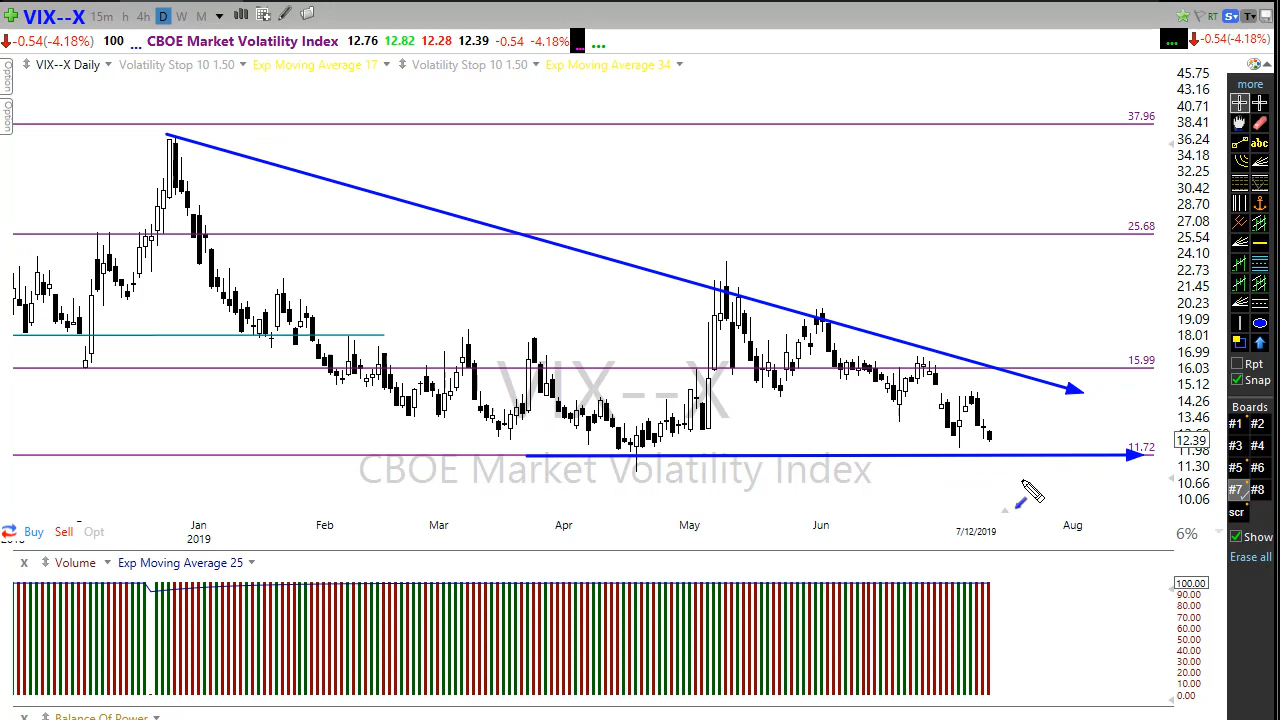 VIX--X 15m h 4h D W M RT S T
-0.54(-4.18%) 100 ... CBOE Market Volatility Index 12.76 12.82 12.28 12.39 -0.54 -4.18% ... ... ... -0.54(-4.18%)
VIX--X Daily Volatility Stop 10 1.50 Exp Moving Average 17 Volatility Stop 10 1.50 Exp Moving Average 34
Option
Option
45.75
43.16
40.71
38.41
36.24
34.18
32.25
30.42
28.70
27.08
25.54
24.10
22.73
21.45
20.23
19.09
18.01
16.99
16.03
15.12
14.26
13.46
12.39
11.98
11.30
10.66
10.06
37.96
25.68
15.99
11.72
VIX--X
CBOE Market Volatility Index
Jan Feb Mar Apr May Jun 7/12/2019 Aug
2019
Buy Sell Opt
6%
X Volume Exp Moving Average 25
100.00
90.00
80.00
70.00
60.00
50.00
40.00
30.00
20.00
10.00
0.00
X Balance Of Power
more
abc
Rpt
Snap
Boards
#1 #2
#3 #4
#5 #6
#7 #8
scr
Show
Erase all